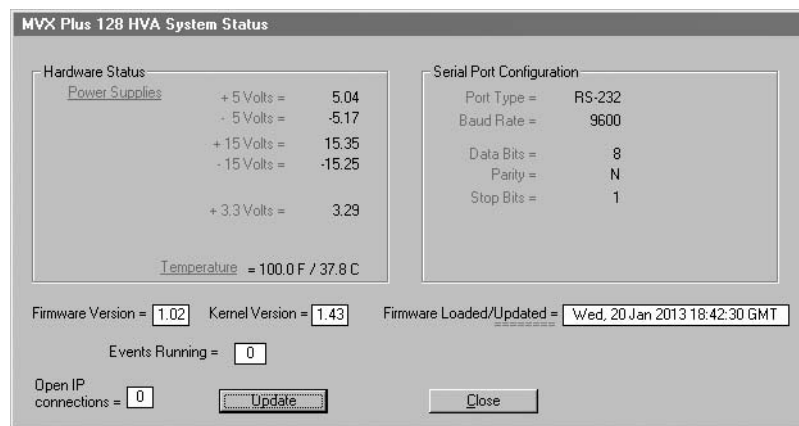 MVX Plus 128 HVA System Status
Hardware Status
Power Supplies
+ 5 Volts = 5.04
- 5 Volts = -5.17
+ 15 Volts = 15.35
- 15 Volts = -15.25
+ 3.3 Volts = 3.29
Temperature = 100.0 F / 37.8 C
Serial Port Configuration
Port Type = RS-232
Baud Rate = 9600
Data Bits = 8
Parity = N
Stop Bits = 1
Firmware Version = 1.02 Kernel Version = 1.43 Firmware Loaded/Updated = Wed, 20 Jan 2013 18:42:30 GMT
Events Running = 0
Open IP
connections = 0
Update Close